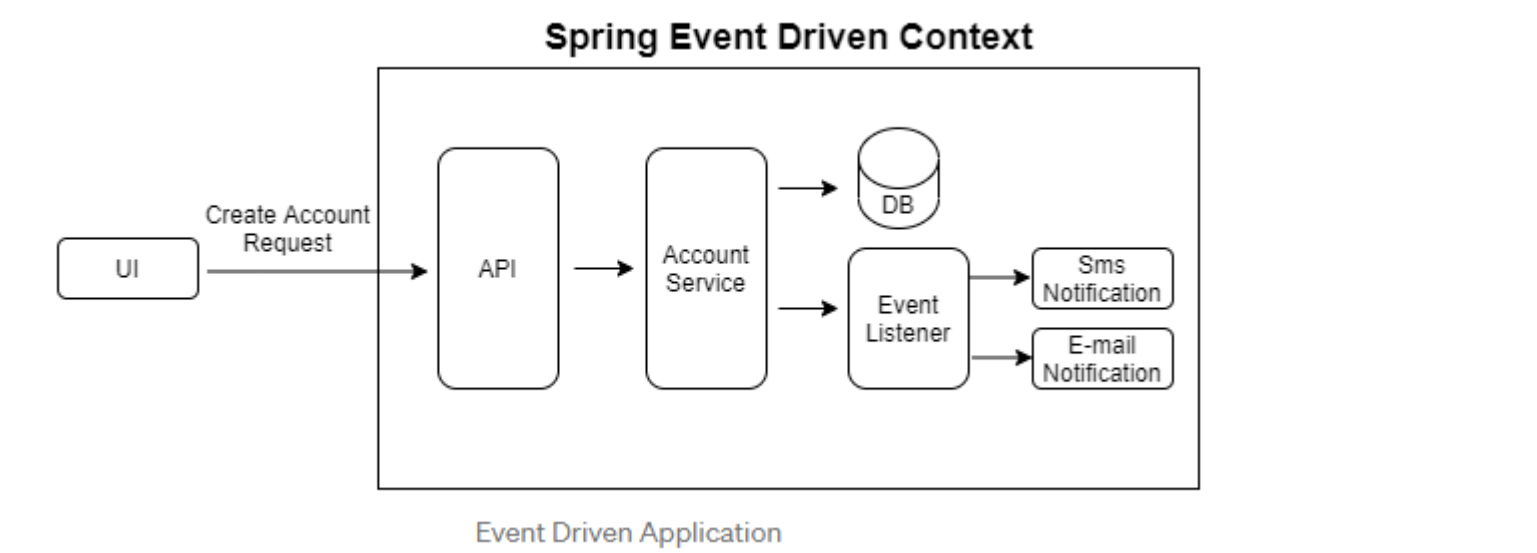 Spring Event Driven Context
Create Account
Request
UI
API
Account
Service
DB
Event
Listener
Sms
Notification
E-mail
Notification
Event Driven Application